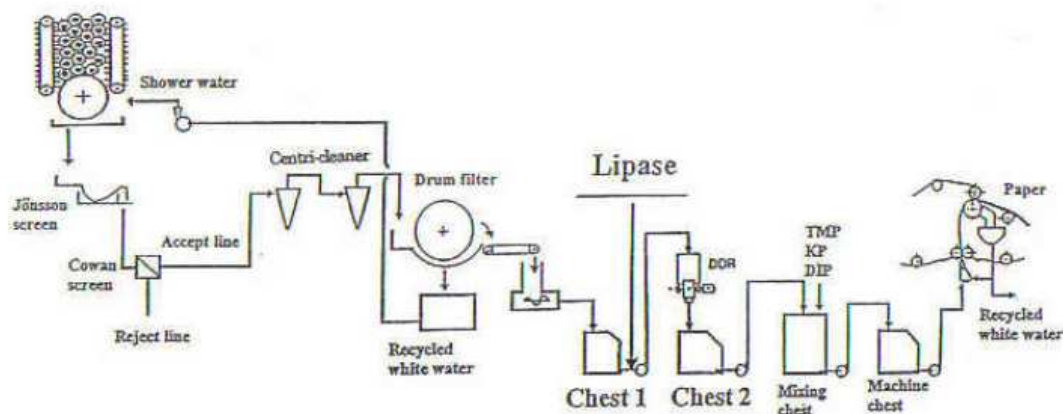 Shower water
Centri-cleaner
Drum filter
Lipase
Paper
Jönsson
screen
Accept line
TMP
KP
DIP
DDR
Cowan
screen
Reject line
Recycled
white water
Chest 1
Chest 2
Mixing
chest
Machine
chest
Recycled
white water